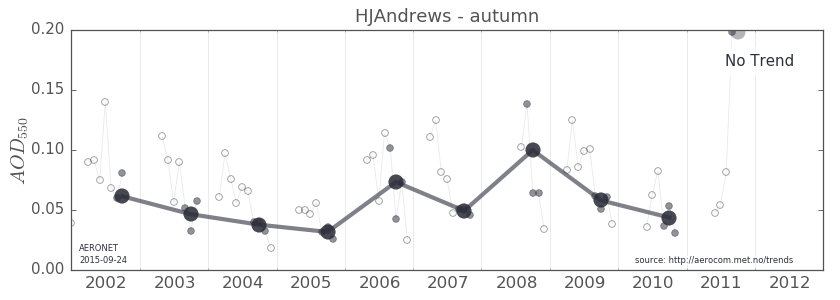 HJAndrews - autumn
0.20
No Trend
0.15
AOD550
0.10
0.05
AERONET
2015-09-24
source: http://aerocom.met.no/trends
0.00
2002 2003 2004 2005 2006 2007 2008 2009 2010 2011 2012